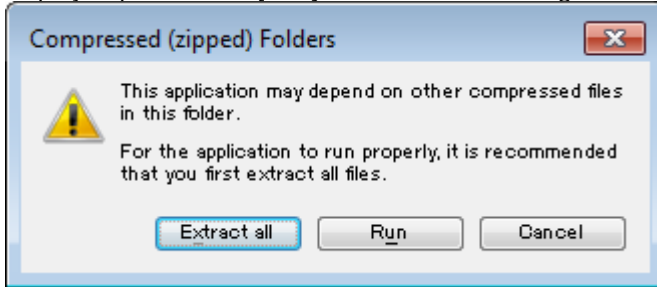 Compressed (zipped) Folders
This application may depend on other compressed files
in this folder.
For the application to run properly, it is recommended
that you first extract all files.
Extract all
Run
Cancel